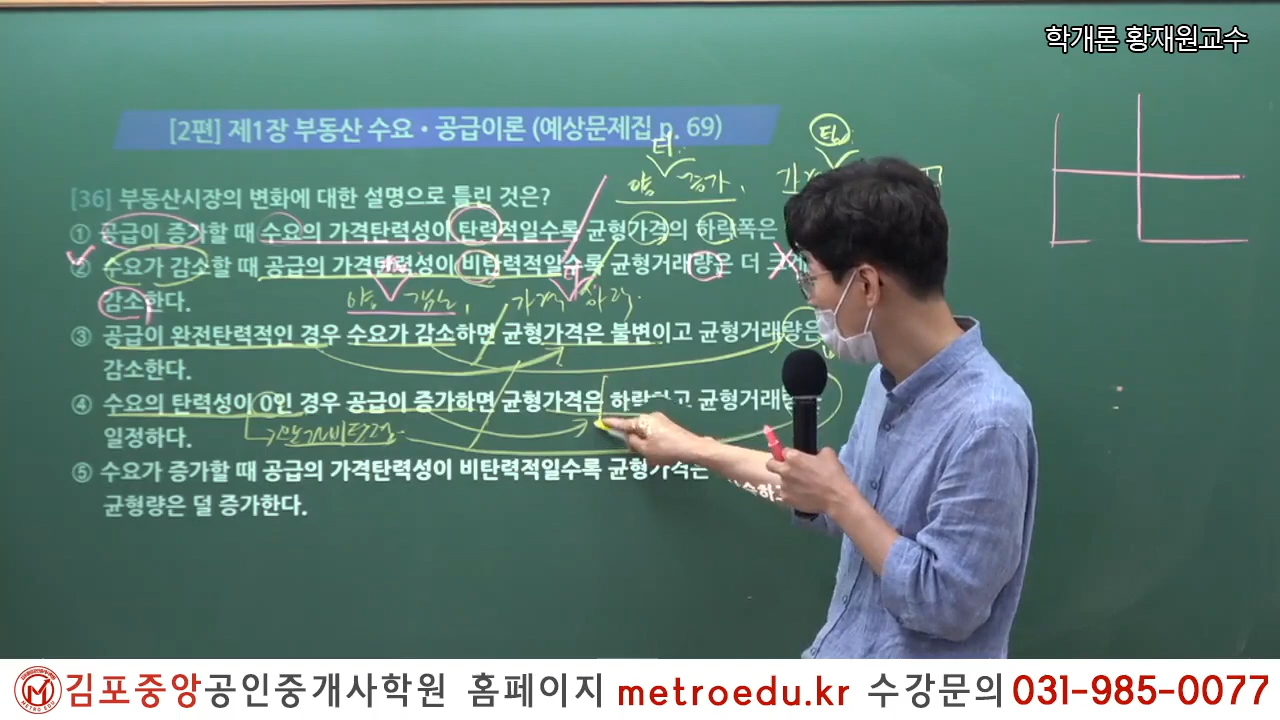 학개론 황재원교수
[2편] 제1장 부동산 수요·공급이론 (예상문제집 p. 69)
[36] 부동산시장의 변화에 대한 설명으로 틀린 것은?
양 증가,
① 공급이 증가할 때 수요의 가격탄력성이 탄력적일수록 균형가격의 하락폭은
② 수요가 감소할 때 공급의 가격탄력성이 비탄력적일수록 균형거래량은 더 크게
감소한다.
가격 하락.
③ 공급이 완전탄력적인 경우 수요가 감소하면 균형가격은 불변이고 균형거래량은
감소한다.
④ 수요의 탄력성이 0인 경우 공급이 증가하면 균형가격은 하락하고 균형거래량은
일정하다.
⑤ 수요가 증가할 때 공급의 가격탄력성이 비탄력적일수록 균형가격은
균형량은 덜 증가한다.
METRO EDU
김포중앙공인중개사학원 홈페이지 metroedu.kr 수강문의 031-985-0077